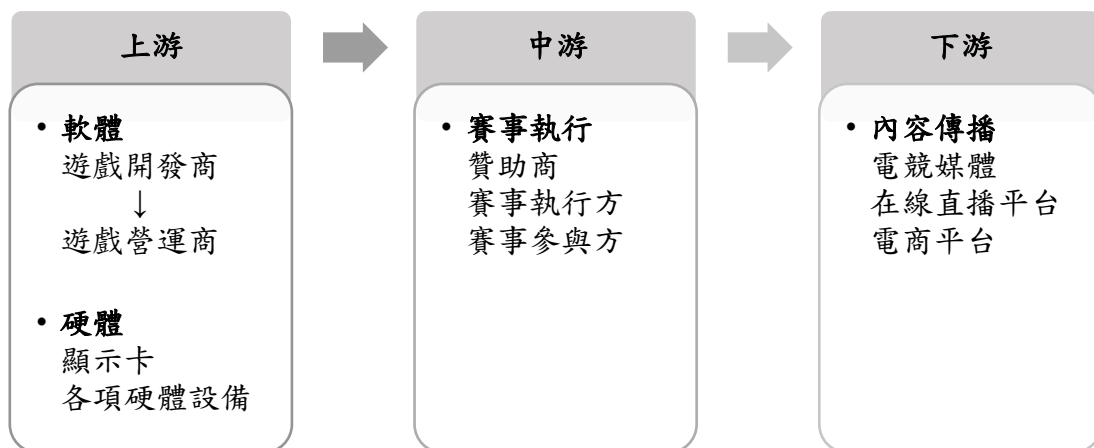 上游
• 軟體
遊戲開發商
↓
遊戲營運商
• 硬體
顯示卡
各項硬體設備
中游
• 賽事執行
贊助商
賽事執行方
賽事參與方
下游
• 內容傳播
電競媒體
在線直播平台
電商平台